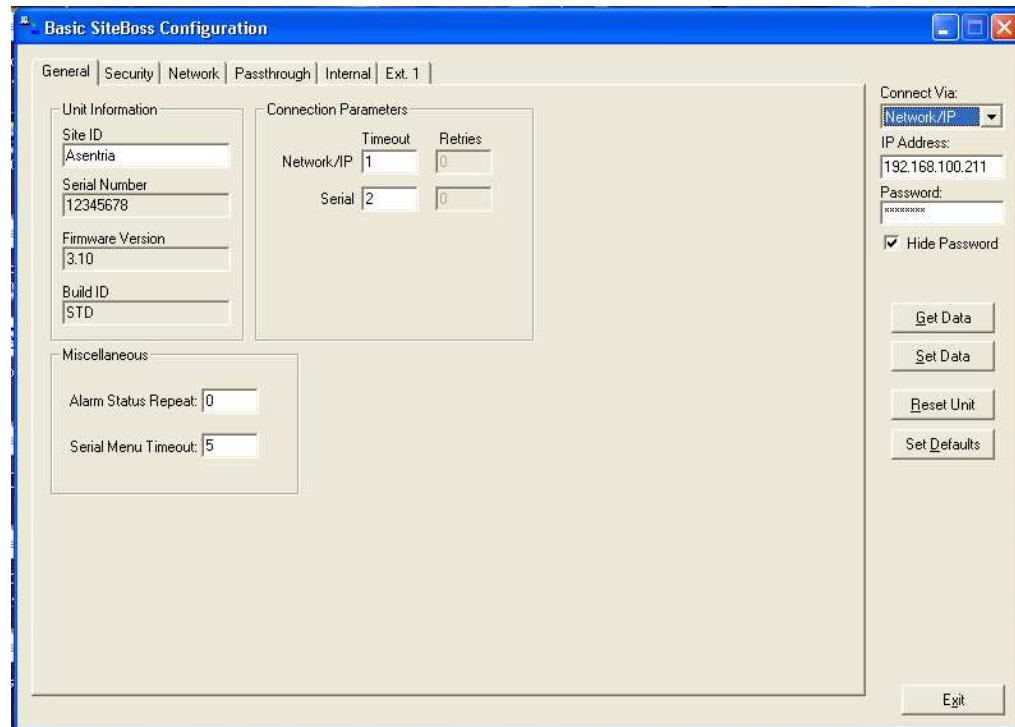 Basic SiteBoss Configuration
General Security Network Passthrough Internal Ext. 1
Unit Information
Site ID
Asentria
Serial Number
12345678
Firmware Version
3.10
Build ID
STD
Connection Parameters
Timeout Retries
Network/IP 1 0
Serial 2 0
Miscellaneous
Alarm Status Repeat: 0
Serial Menu Timeout: 5
Connect Via:
Network/IP
IP Address:
192.168.100.211
Password:
********
Hide Password
Get Data
Set Data
Reset Unit
Set Defaults
Exit